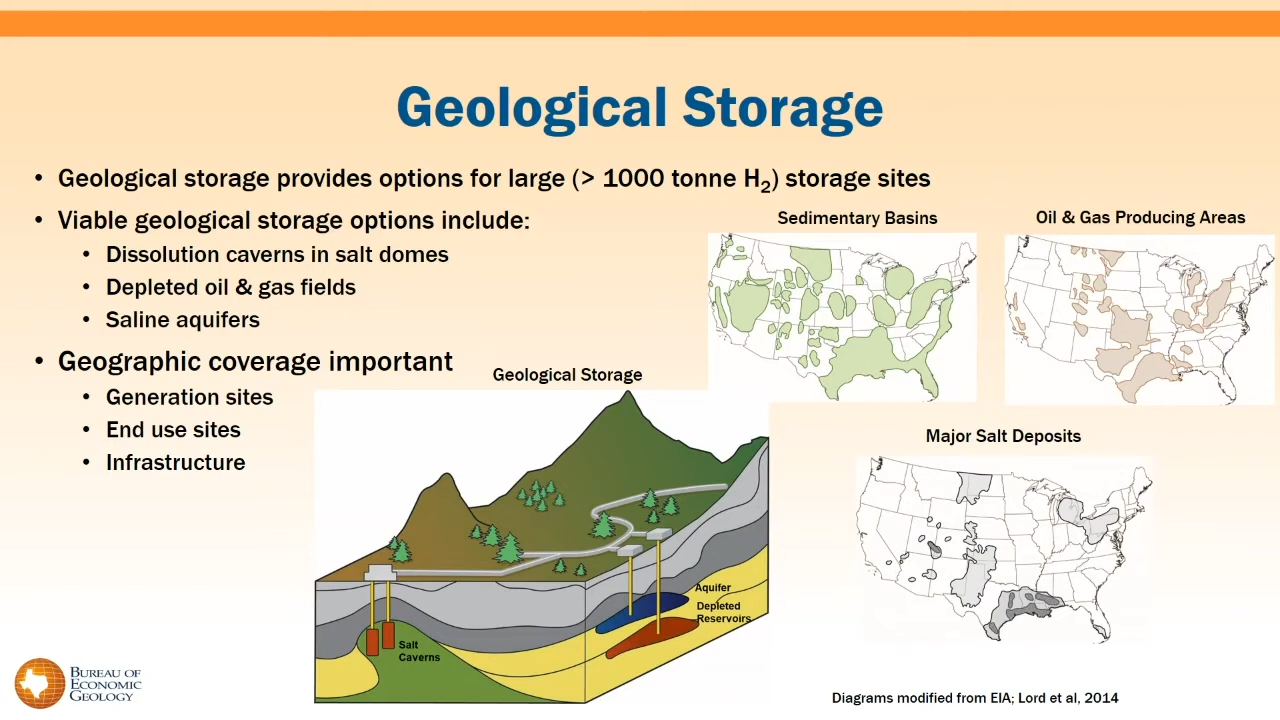 Geological Storage
• Geological storage provides options for large (> 1000 tonne H₂) storage sites
• Viable geological storage options include:
• Dissolution caverns in salt domes
• Depleted oil & gas fields
• Saline aquifers
• Geographic coverage important
• Generation sites
• End use sites
• Infrastructure
Sedimentary Basins
Oil & Gas Producing Areas
Geological Storage
Major Salt Deposits
Aquifer
Depleted
Reservoirs
Salt
Caverns
BUREAU OF
ECONOMIC
GEOLOGY
Diagrams modified from EIA; Lord et al, 2014